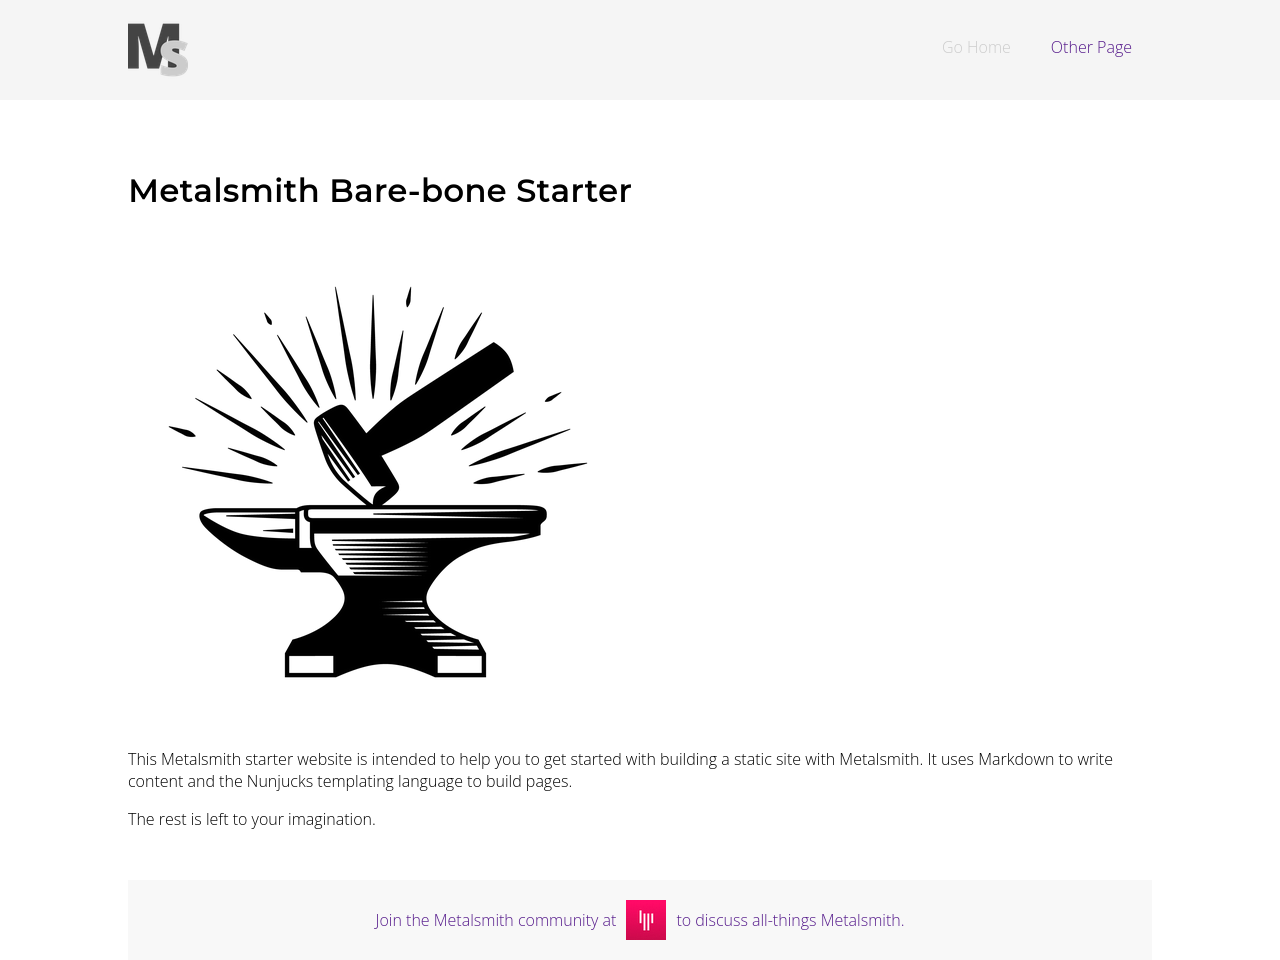 Ms
Go Home
Other Page
Metalsmith Bare-bone Starter
This Metalsmith starter website is intended to help you to get started with building a static site with Metalsmith. It uses Markdown to write
content and the Nunjucks templating language to build pages.
The rest is left to your imagination.
Join the Metalsmith community at to discuss all-things Metalsmith.